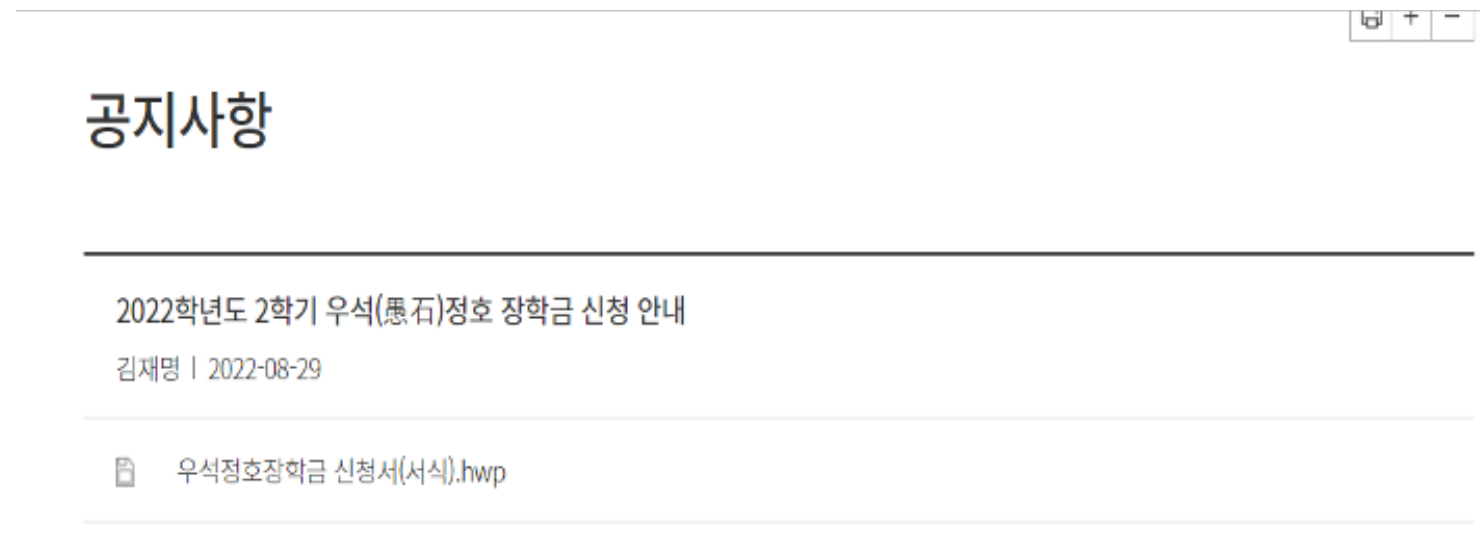 공지사항
2022학년도 2학기 우석(愚石)정호 장학금 신청 안내
김재명 | 2022-08-29
우석정호장학금 신청서(서식).hwp